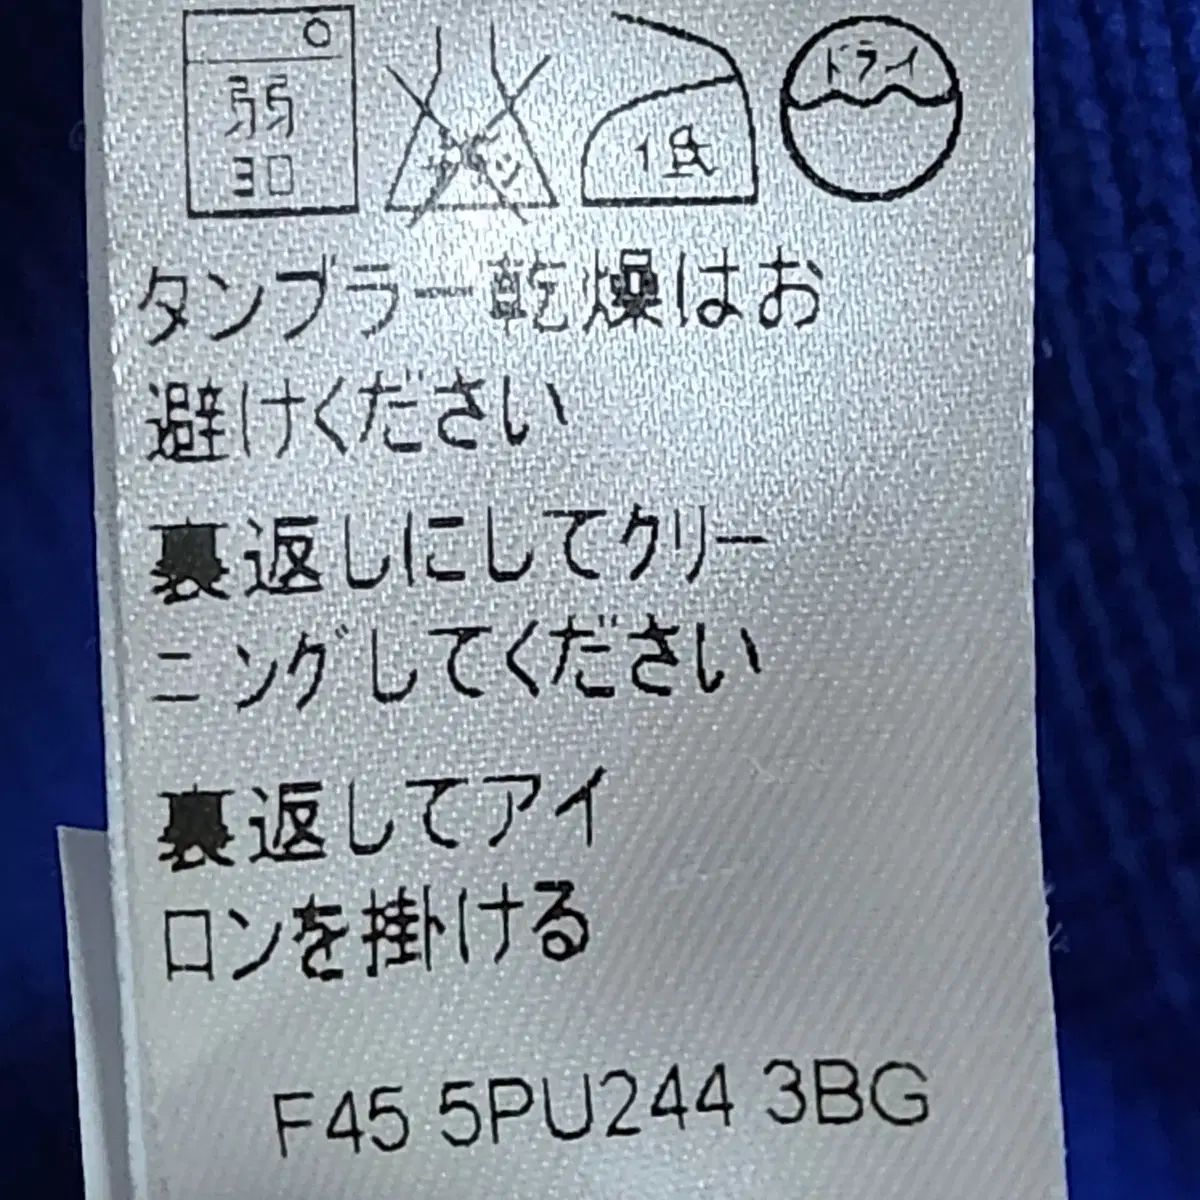 弱
30
ドライ
タンブラー乾燥はお
避けください
裏返しにしてクリー
ニングしてください
裏返してアイ
ロンを掛ける
F45 5PU244 3BG